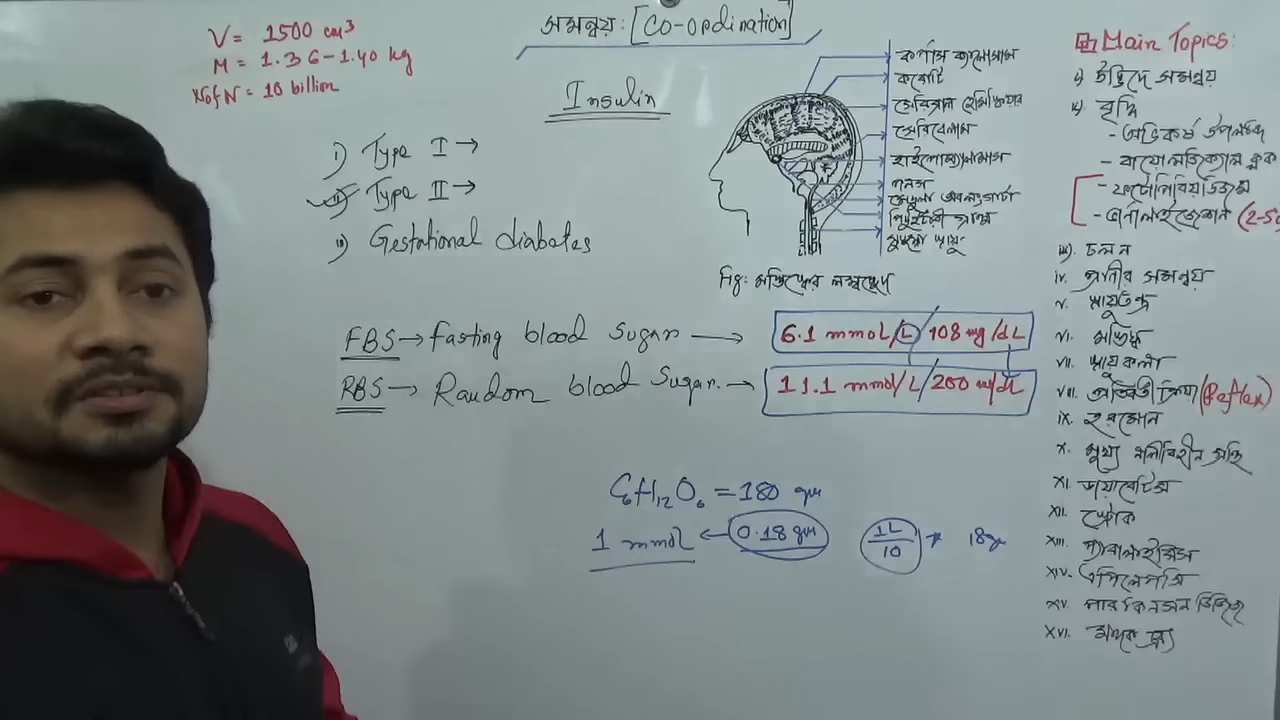 সমন্বয়: [Co-ordination]
V = 1500 cm³
M = 1.36-1.40 kg
NofN = 10 billion
Insulin
i) Type I →
ii) Type II →
iii) Gestational diabetes
কর্পাস ক্যালোসাম
করোটি
সেরিব্রাল হেমিস্ফিয়ার
সেরিবেলাম
হাইপোথ্যালামাস
পনস
মেডুলা অবলংগাটা
পিটুইটারী গ্রান্ড
সুষুম্না স্নায়ু
Fig: মস্তিষ্কের লম্বচ্ছেদ
FBS → Fasting blood sugar → 6.1 mmol/L/108 mg/dL
RBS → Random blood sugar. → 11.1 mmol/L/200 mg/dL
C₆H₁₂O₆ = 180 gm
1 mmol ← 0.18 gm
1L/10 → 18
Main Topics:
i) উদ্ভিদে সমন্বয়
ii) বৃদ্ধি
- অভিকর্ষ উপলব্ধি
- বায়োলজিক্যাল ক্লক
- ফটোপিরিয়ডিজম
- ভার্নালাইজেশন (2-5
iii). চলন
iv. প্রাণীর সমন্বয়
v. স্নায়ুতন্ত্র
vi. মস্তিষ্ক
vii. স্নায়ুকলা
viii. প্রতিবর্তী ক্রিয়া (Reflex)
ix. হরমোন
x. মুখ্য নালিবিহীন গ্রন্থি
xi. ডায়াবেটিস
xii. স্ট্রোক
xiii. প্যারালাইসিস
xiv. এপিলেপসি
xv. পারকিনসন ডিজিজ
xvi. মাদক দ্রব্য